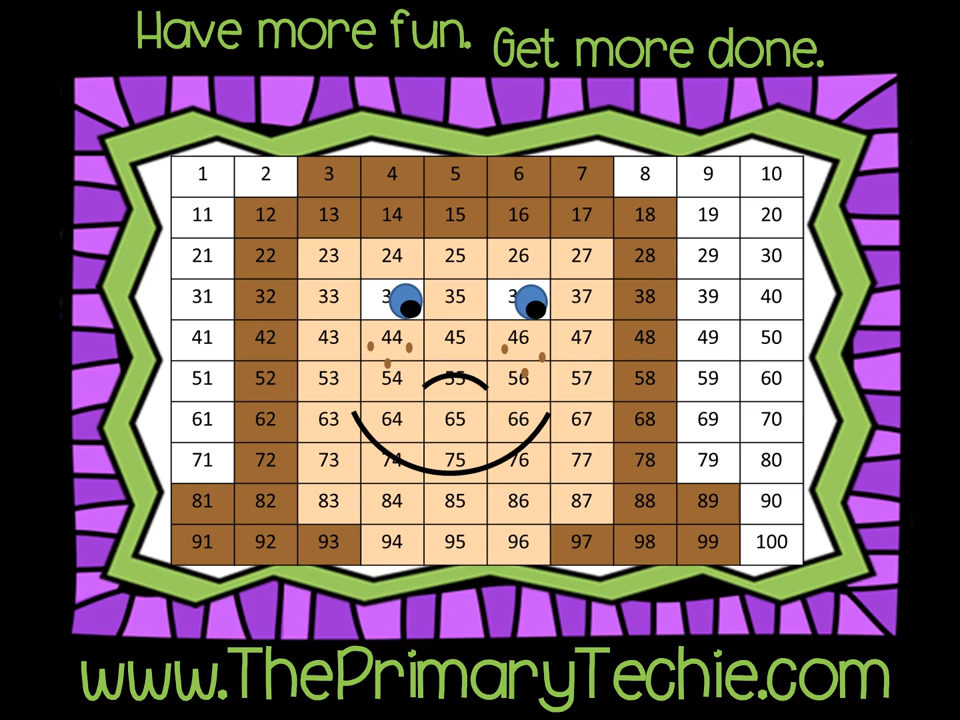 Have more fun. Get more done.
1 2 3 4 5 6 7 8 9 10
11 12 13 14 15 16 17 18 19 20
21 22 23 24 25 26 27 28 29 30
31 32 33 35 37 38 39 40
41 42 43 44 45 46 47 48 49 50
51 52 53 54 55 56 57 58 59 60
61 62 63 64 65 66 67 68 69 70
71 72 73 74 75 76 77 78 79 80
81 82 83 84 85 86 87 88 89 90
91 92 93 94 95 96 97 98 99 100
www.ThePrimaryTechie.com